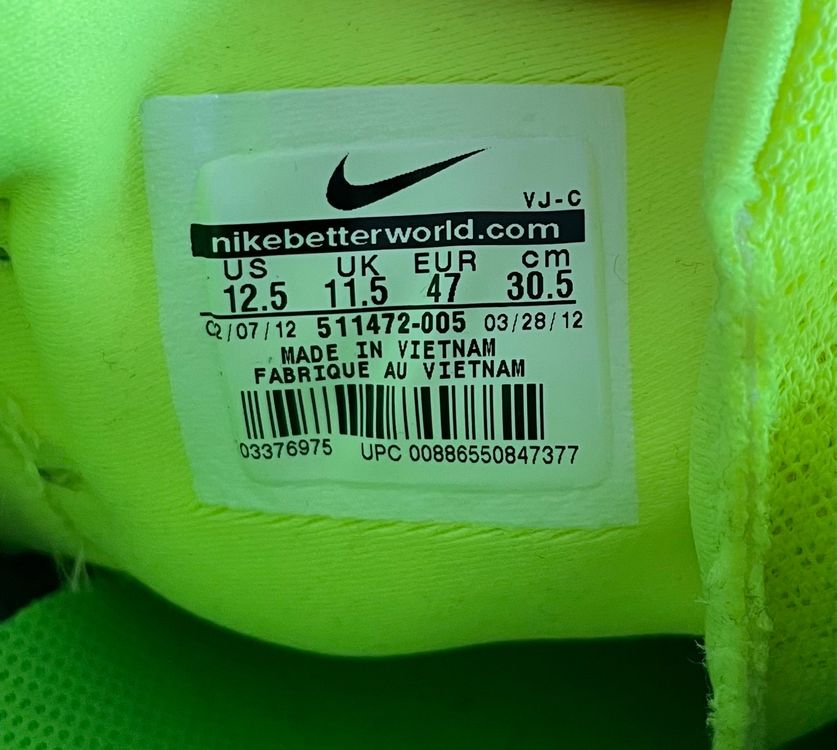 VJ-C
nikebetterworld.com
US UK EUR cm
12.5 11.5 47 30.5
02/07/12 511472-005 03/28/12
MADE IN VIETNAM
FABRIQUE AU VIETNAM
03376975 UPC 00886550847377